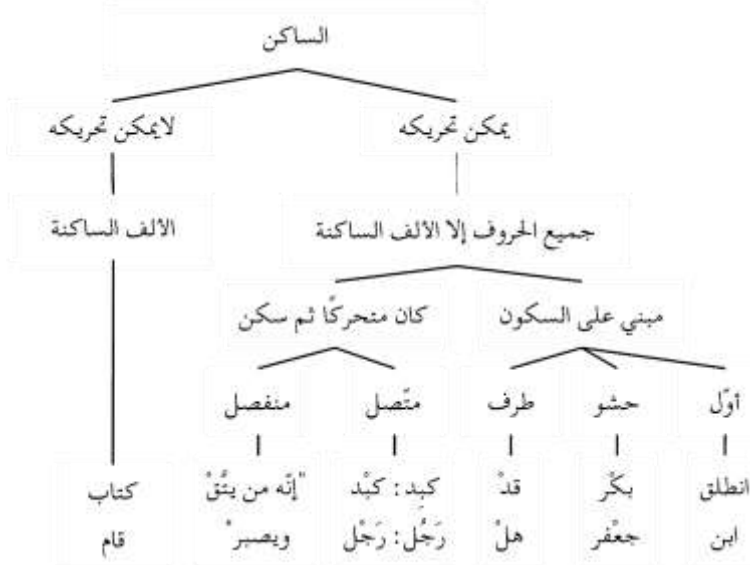 الساكن
يمكن تحريكه لايمكن تحريكه
جميع الحروف إلا الألف الساكنة الألف الساكنة
مبني على السكون كان متحركًا ثم سكن
أوّل حشو طرف متّصل منفصل
انطلق بكْر قدْ كبِد: كبْد "إنّه من يتَّقْ كتاب
ابن جعْفر هلْ رَجُل: رَجْل ويصبرْ" قام